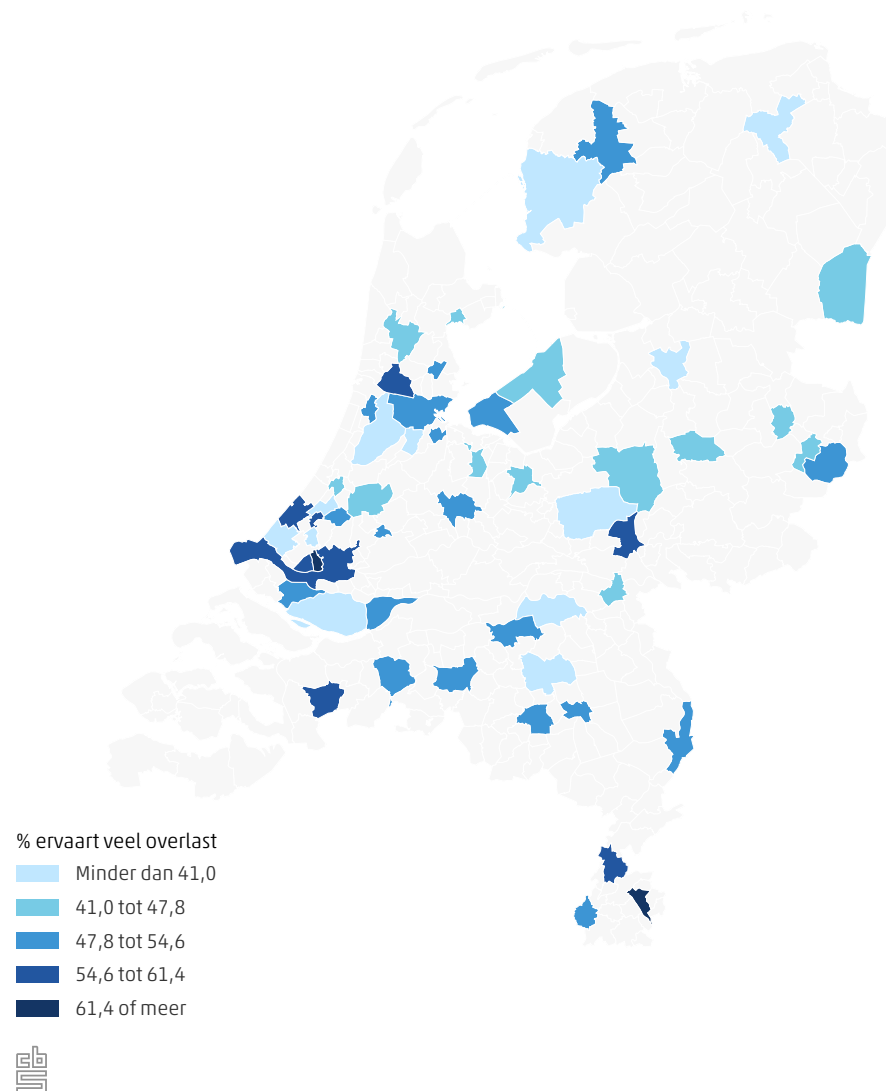 % ervaart veel overlast
Minder dan 41,0
41,0 tot 47,8
47,8 tot 54,6
54,6 tot 61,4
61,4 of meer